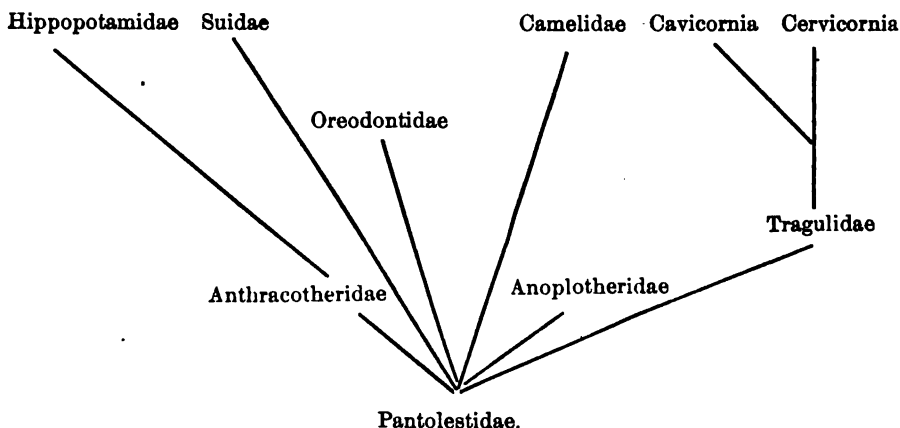 Hippopotamidae Suidae Camelidae Cavicornia Cervicornia
Oreodontidae
Tragulidae
Anthracotheridae Anoplotheridae
Pantolestidae.